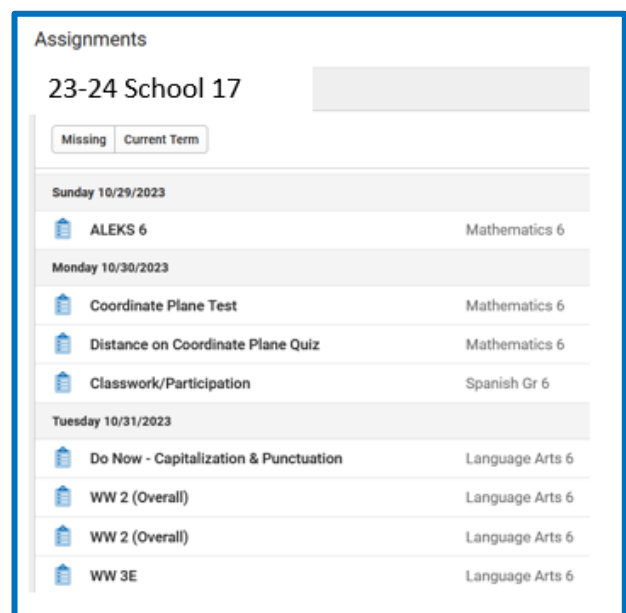 Assignments
23-24 School 17
Missing Current Term
Sunday 10/29/2023
ALEKS 6 Mathematics 6
Monday 10/30/2023
Coordinate Plane Test Mathematics 6
Distance on Coordinate Plane Quiz Mathematics 6
Classwork/Participation Spanish Gr 6
Tuesday 10/31/2023
Do Now - Capitalization & Punctuation Language Arts 6
WW 2 (Overall) Language Arts 6
WW 2 (Overall) Language Arts 6
WW 3E Language Arts 6